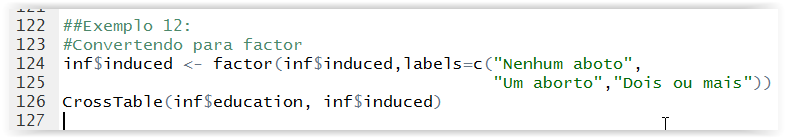 122 ##Exemplo 12:
123 #Convertendo para factor
124 inf$induced <- factor(inf$induced,labels=c("Nenhum aboto",
125 "Um aborto","Dois ou mais"))
126 CrossTable(inf$education, inf$induced)
127